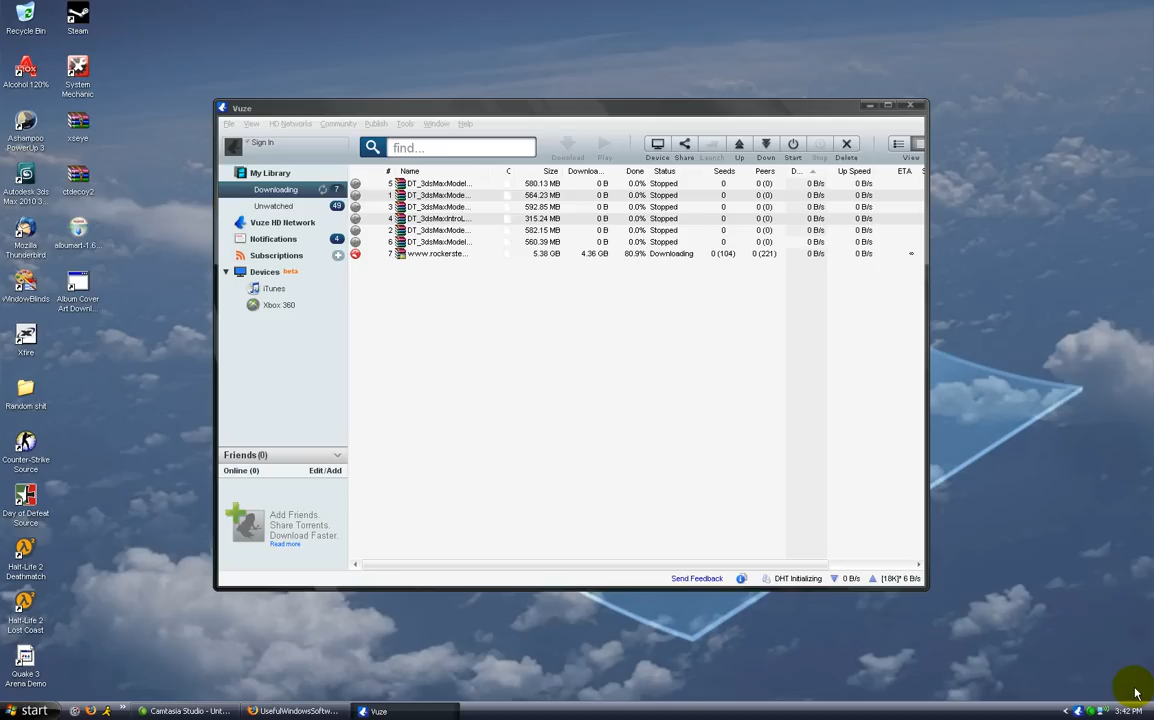 Recycle Bin
Steam
Alcohol 120%
System Mechanic
Ashampoo PowerUp 3
xseye
Autodesk 3ds Max 2010 3...
ctdecoy2
Mozilla Thunderbird
albumart-1.6...
WindowBlinds
Album Cover Art Downl...
Xfire
Random shit
Counter-Strike Source
Day of Defeat Source
Half-Life 2 Deathmatch
Half-Life 2 Lost Coast
Quake 3 Arena Demo
Vuze
File View HD Networks Community Publish Tools Window Help
Sign In
find...
Download Play Device Share Launch Up Down Start Stop Delete View
My Library
Downloading 7
Unwatched 49
Vuze HD Network
Notifications 4
Subscriptions
Devices beta
iTunes
Xbox 360
# Name C Size Downloa... Done Status Seeds Peers D... Up Speed ETA
5 DT_3dsMaxModel... 580.13 MB 0 B 0.0% Stopped 0 0 (0) 0 B/s 0 B/s
1 DT_3dsMaxMode... 564.23 MB 0 B 0.0% Stopped 0 0 (0) 0 B/s 0 B/s
3 DT_3dsMaxMode... 592.85 MB 0 B 0.0% Stopped 0 0 (0) 0 B/s 0 B/s
4 DT_3dsMaxIntroL... 315.24 MB 0 B 0.0% Stopped 0 0 (0) 0 B/s 0 B/s
2 DT_3dsMaxModel... 582.15 MB 0 B 0.0% Stopped 0 0 (0) 0 B/s 0 B/s
6 DT_3dsMaxModel... 560.39 MB 0 B 0.0% Stopped 0 0 (0) 0 B/s 0 B/s
7 www.rockerste... 5.38 GB 4.36 GB 80.9% Downloading 0 (104) 0 (221) 0 B/s 0 B/s ∞
Friends (0)
Online (0) Edit/Add
Add Friends.
Share Torrents.
Download Faster.
Read more
Send Feedback DHT Initializing 0 B/s [18K]* 6 B/s
start Camtasia Studio - Unt... UsefulWindowsSoftw... Vuze 3:42 PM